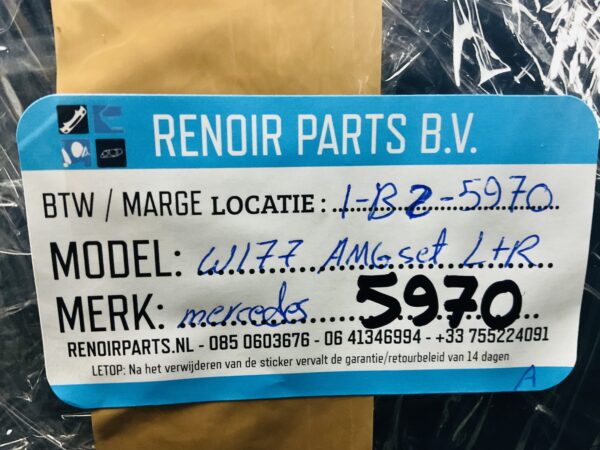 RENOIR PARTS B.V.
BTW / MARGE LOCATIE: 1-B2-5970
MODEL: W177 AMG set L+R
MERK: mercedes 5970
RENOIRPARTS.NL - 085 0603676 - 06 41346994 - +33 755224091
LETOP: Na het verwijderen van de sticker vervalt de garantie/retourbeleid van 14 dagen
A